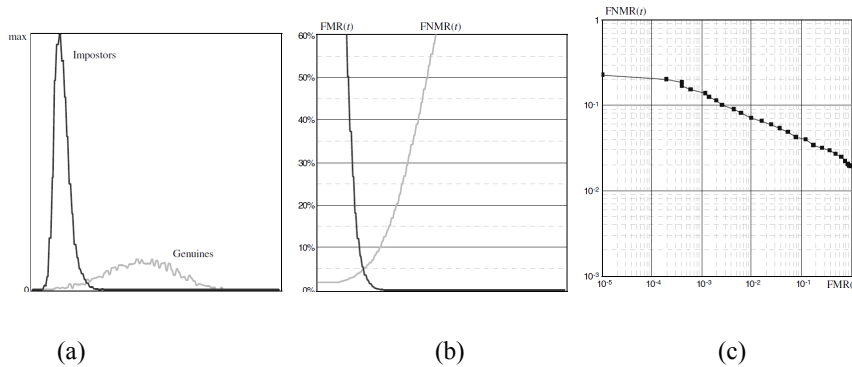 max
Impostors
Genuines
0
(a)
FMR(t) FNMR(t)
60%
50%
40%
30%
20%
10%
0%
(b)
FNMR(t)
1
10-1
10-2
10-3
10-5 10-4 10-3 10-2 10-1 FMR(
(c)